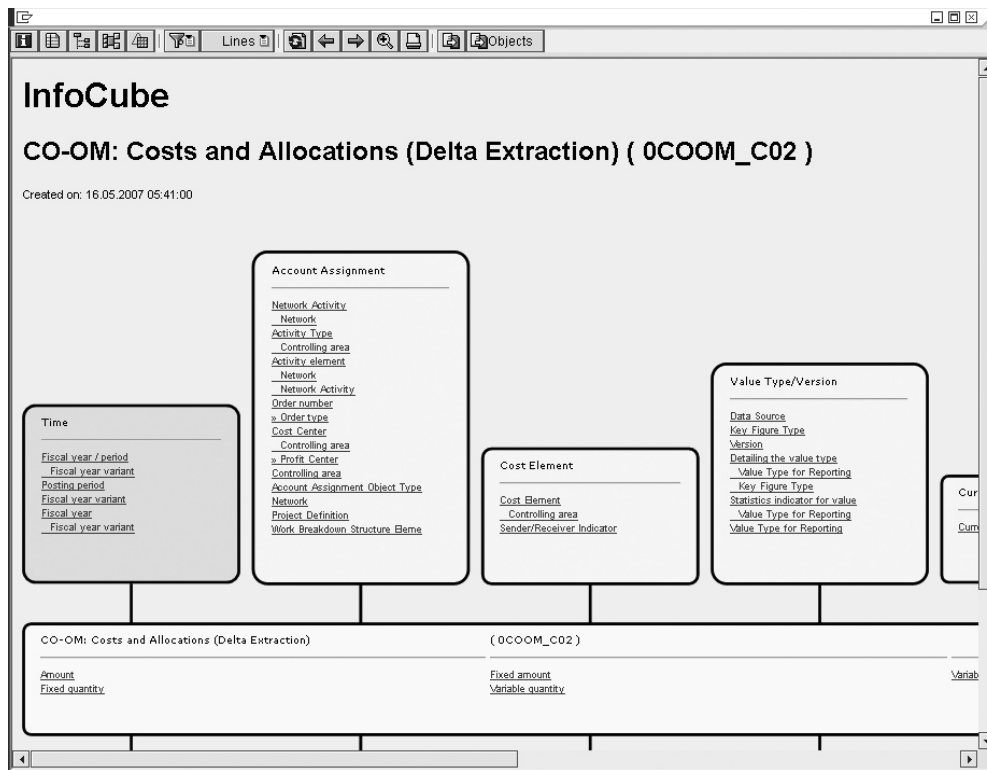 Lines
Objects
InfoCube
CO-OM: Costs and Allocations (Delta Extraction) ( 0COOM_C02 )
Created on: 16.05.2007 05:41:00
Time
Fiscal year / period
Fiscal year variant
Posting period
Fiscal year variant
Fiscal year
Fiscal year variant
Account Assignment
Network Activity
Network
Activity Type
Controlling area
Activity element
Network
Network Activity
Order number
» Order type
Cost Center
Controlling area
» Profit Center
Controlling area
Account Assignment Object Type
Network
Project Definition
Work Breakdown Structure Eleme
Cost Element
Cost Element
Controlling area
Sender/Receiver Indicator
Value Type/Version
Data Source
Key Figure Type
Version
Detailing the value type
Value Type for Reporting
Key Figure Type
Statistics indicator for value
Value Type for Reporting
Value Type for Reporting
Cur
Curre
CO-OM: Costs and Allocations (Delta Extraction) ( 0COOM_C02 )
Amount Fixed amount Variab
Fixed quantity Variable quantity